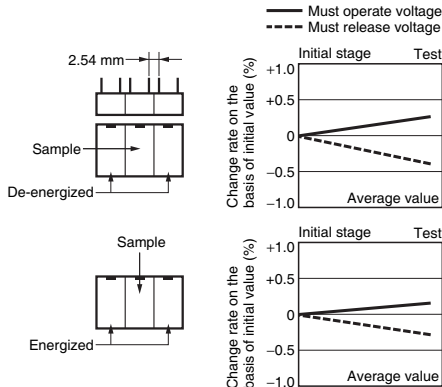 Must operate voltage
Must release voltage
2.54 mm
Sample
De-energized
Change rate on the
basis of initial value (%)
Initial stage Test
+1.0
+0.5
0
−0.5
−1.0
Average value
Sample
Energized
Change rate on the
basis of initial value (%)
Initial stage Test
+1.0
+0.5
0
−0.5
−1.0
Average value